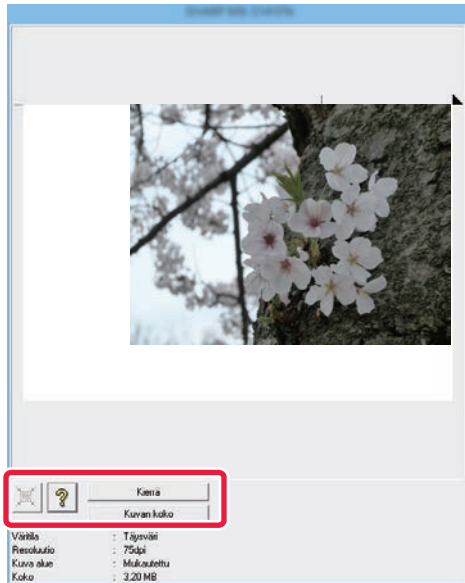 ?
Kierrä
Kuvan koko
Väritila : Täysväri
Resoluutio : 75dpi
Kuva alue : Mukautettu
Koko : 3,20 MB